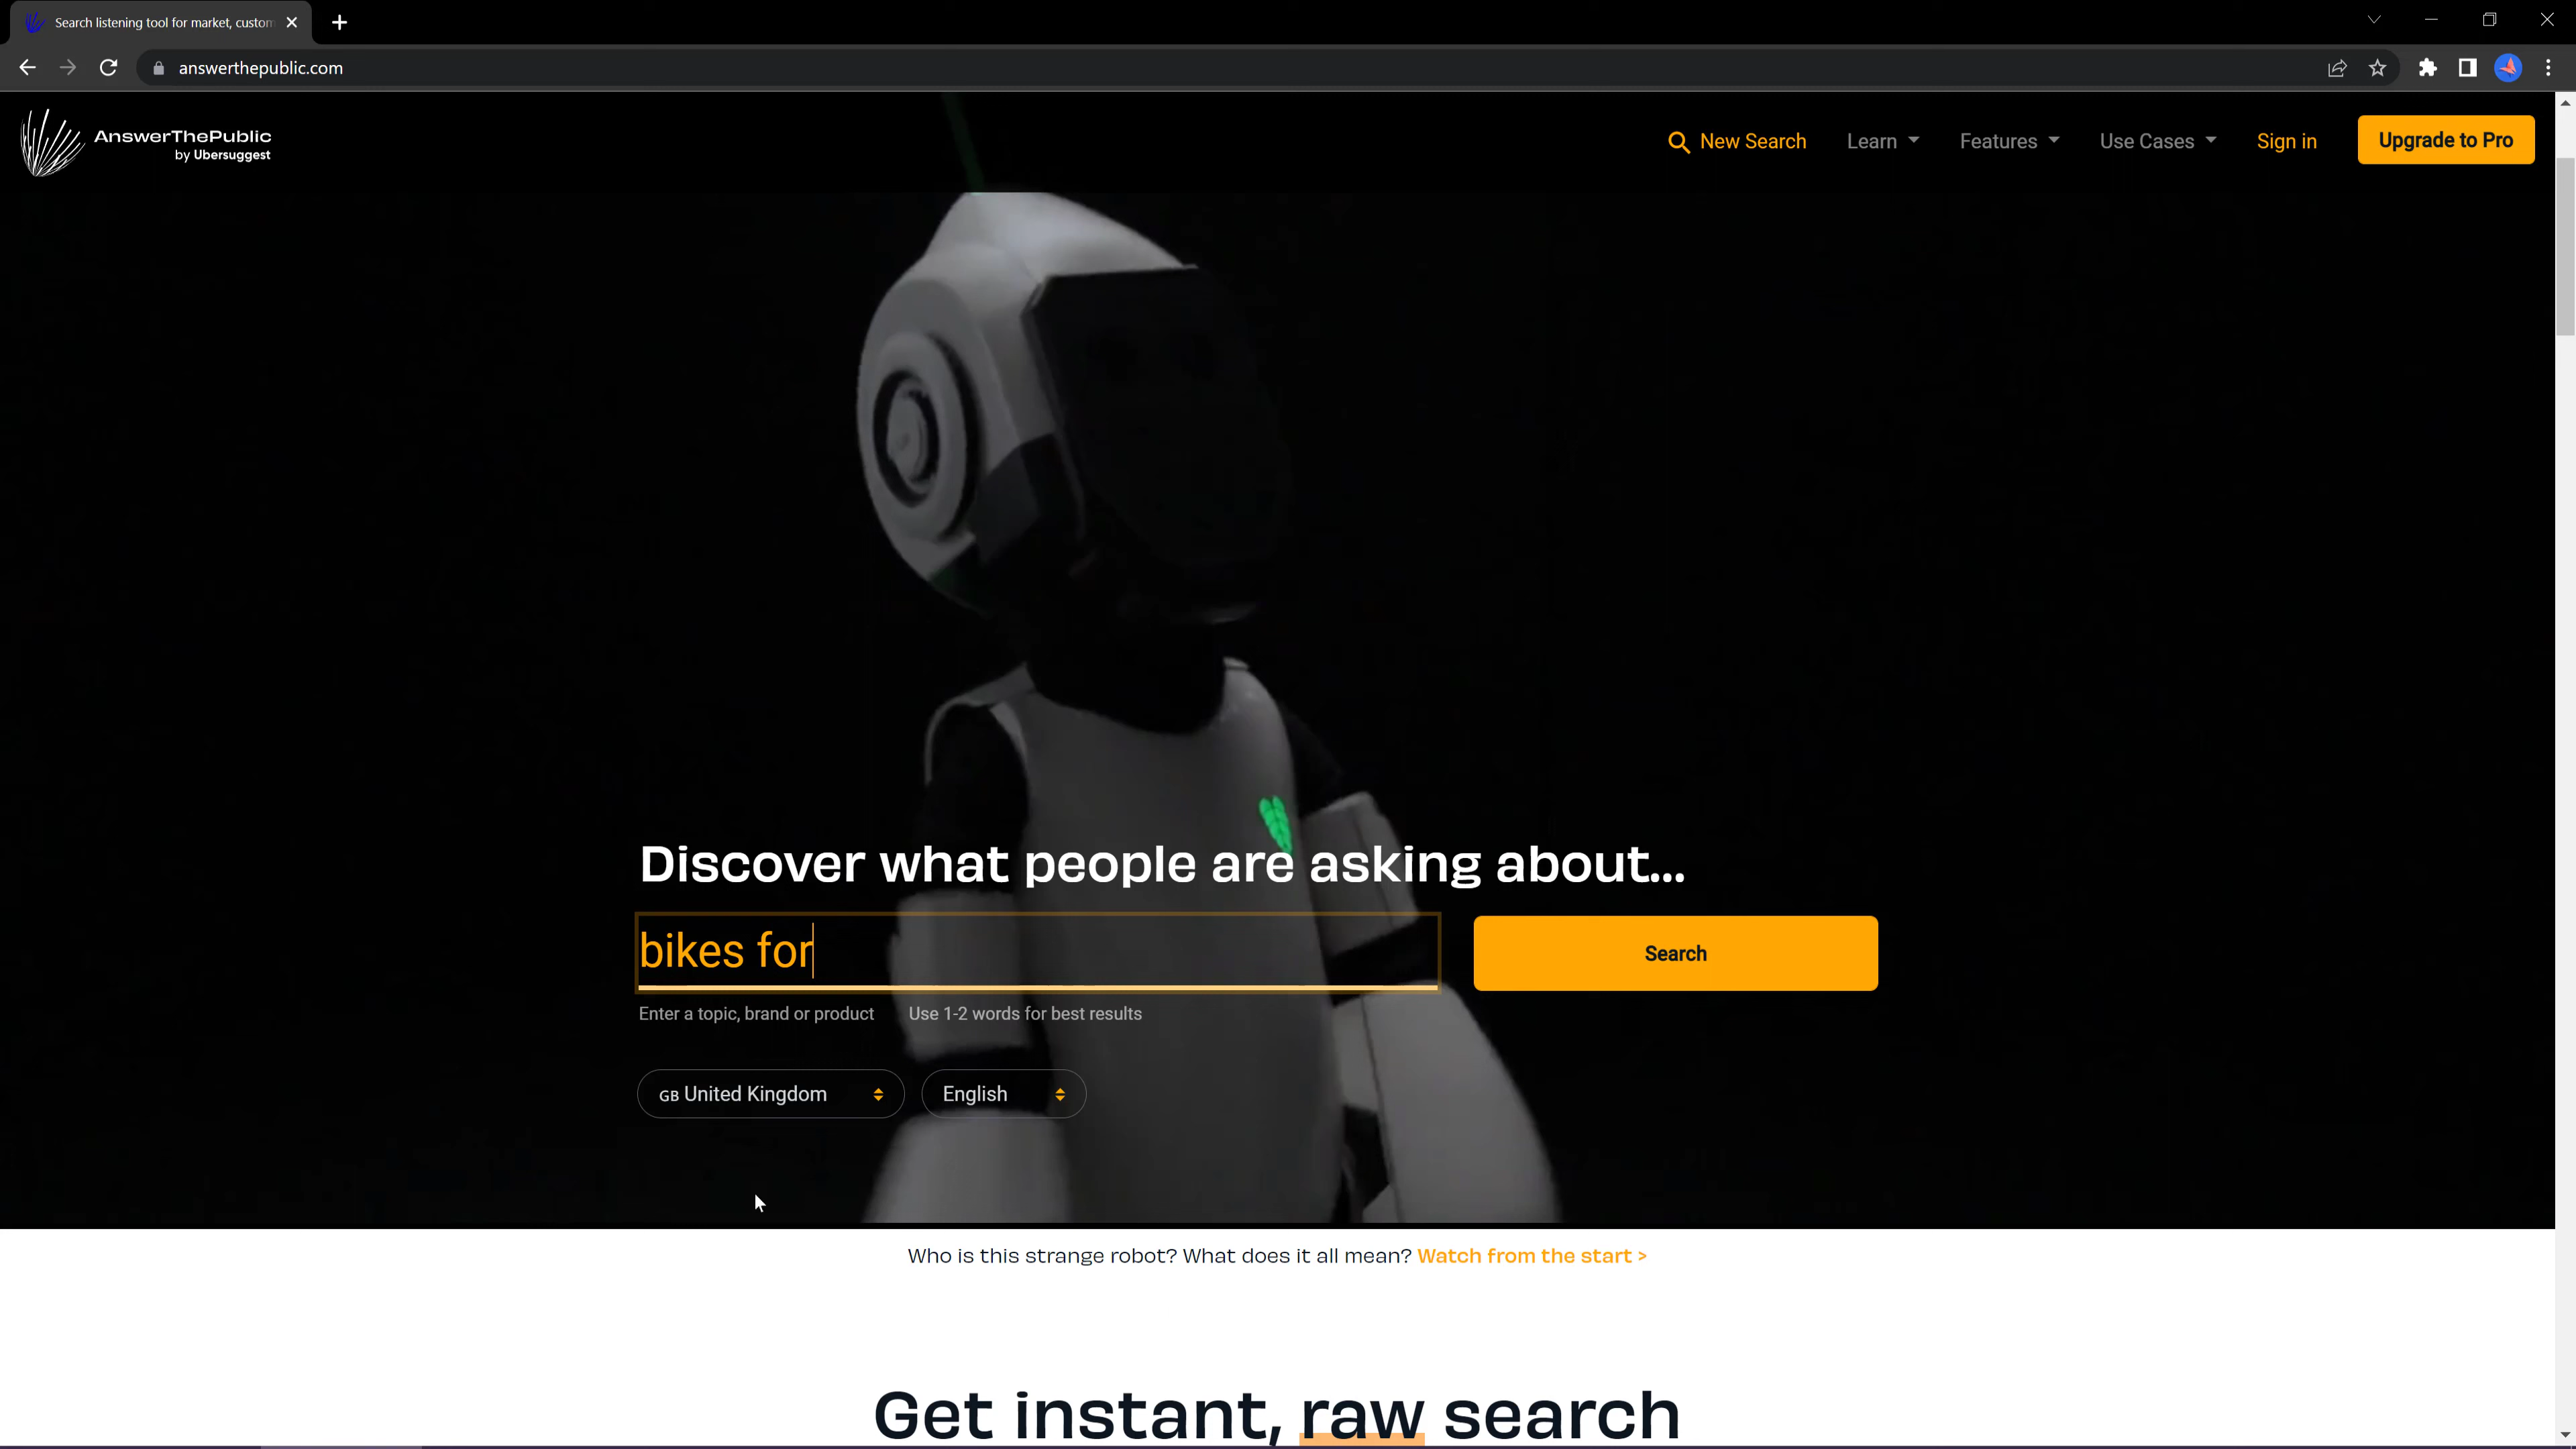 Search listening tool for market, custom
answerthepublic.com
AnswerThePublic
by Ubersuggest
New Search Learn Features Use Cases Sign in Upgrade to Pro
Discover what people are asking about...
bikes for
Search
Enter a topic, brand or product Use 1-2 words for best results
GB United Kingdom English
Who is this strange robot? What does it all mean? Watch from the start >
Get instant, raw search